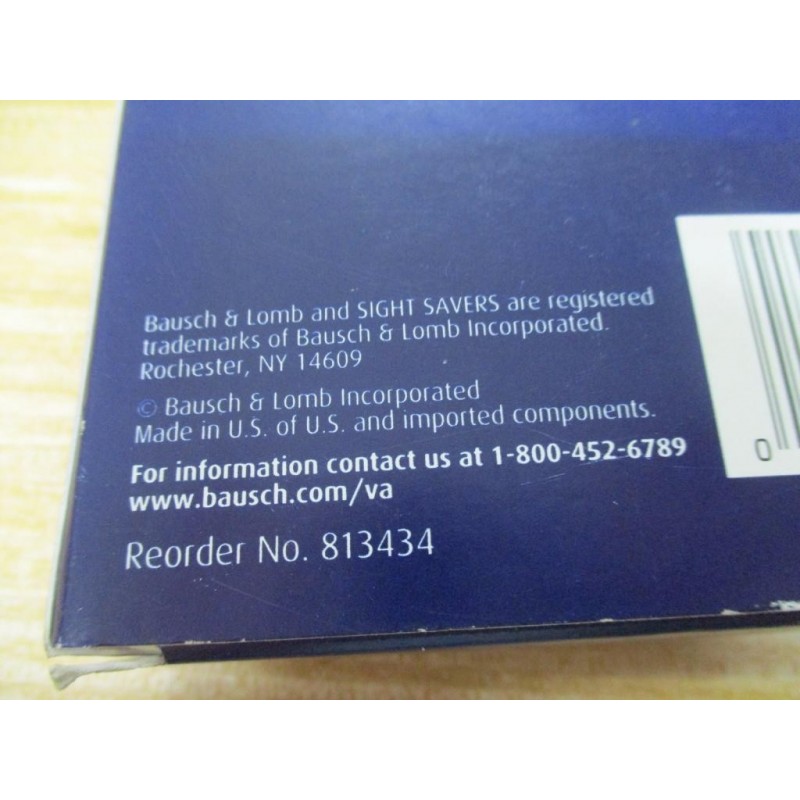 Bausch & Lomb and SIGHT SAVERS are registered
trademarks of Bausch & Lomb Incorporated.
Rochester, NY 14609
© Bausch & Lomb Incorporated
Made in U.S. of U.S. and imported components.
For information contact us at 1-800-452-6789
www.bausch.com/va
Reorder No. 813434
0